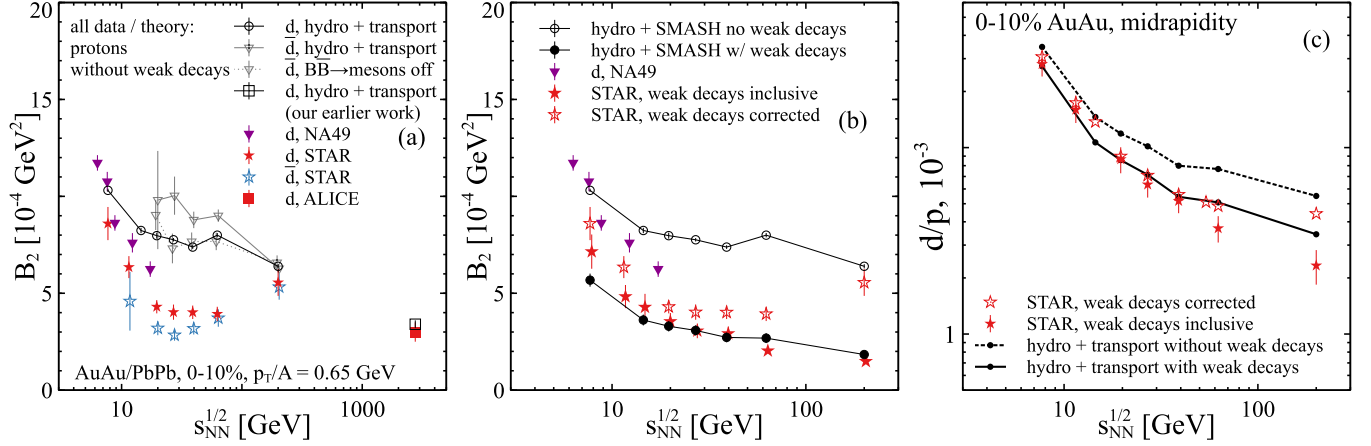 20
15
10
5
0
B₂ [10⁻⁴ GeV²]
all data / theory:
protons
without weak decays
d, hydro + transport
d̅, hydro + transport
d̅, BB̅→mesons off
d, hydro + transport
(our earlier work)
(a)
d, NA49
d, STAR
d̅, STAR
d, ALICE
AuAu/PbPb, 0-10%, p_T/A = 0.65 GeV
10 100 1000
s_NN^1/2 [GeV]
20
15
10
5
0
B₂ [10⁻⁴ GeV²]
hydro + SMASH no weak decays
hydro + SMASH w/ weak decays
d, NA49
STAR, weak decays inclusive
STAR, weak decays corrected
(b)
10 100
s_NN^1/2 [GeV]
0-10% AuAu, midrapidity
(c)
d/p, 10⁻³
1
STAR, weak decays corrected
STAR, weak decays inclusive
hydro + transport without weak decays
hydro + transport with weak decays
10 100
s_NN^1/2 [GeV]